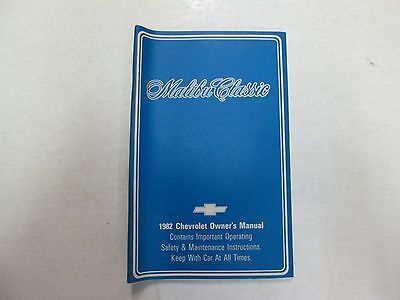 Malibu Classic
1982 Chevrolet Owner's Manual
Contains Important Operating
Safety & Maintenance Instructions.
Keep With Car At All Times.